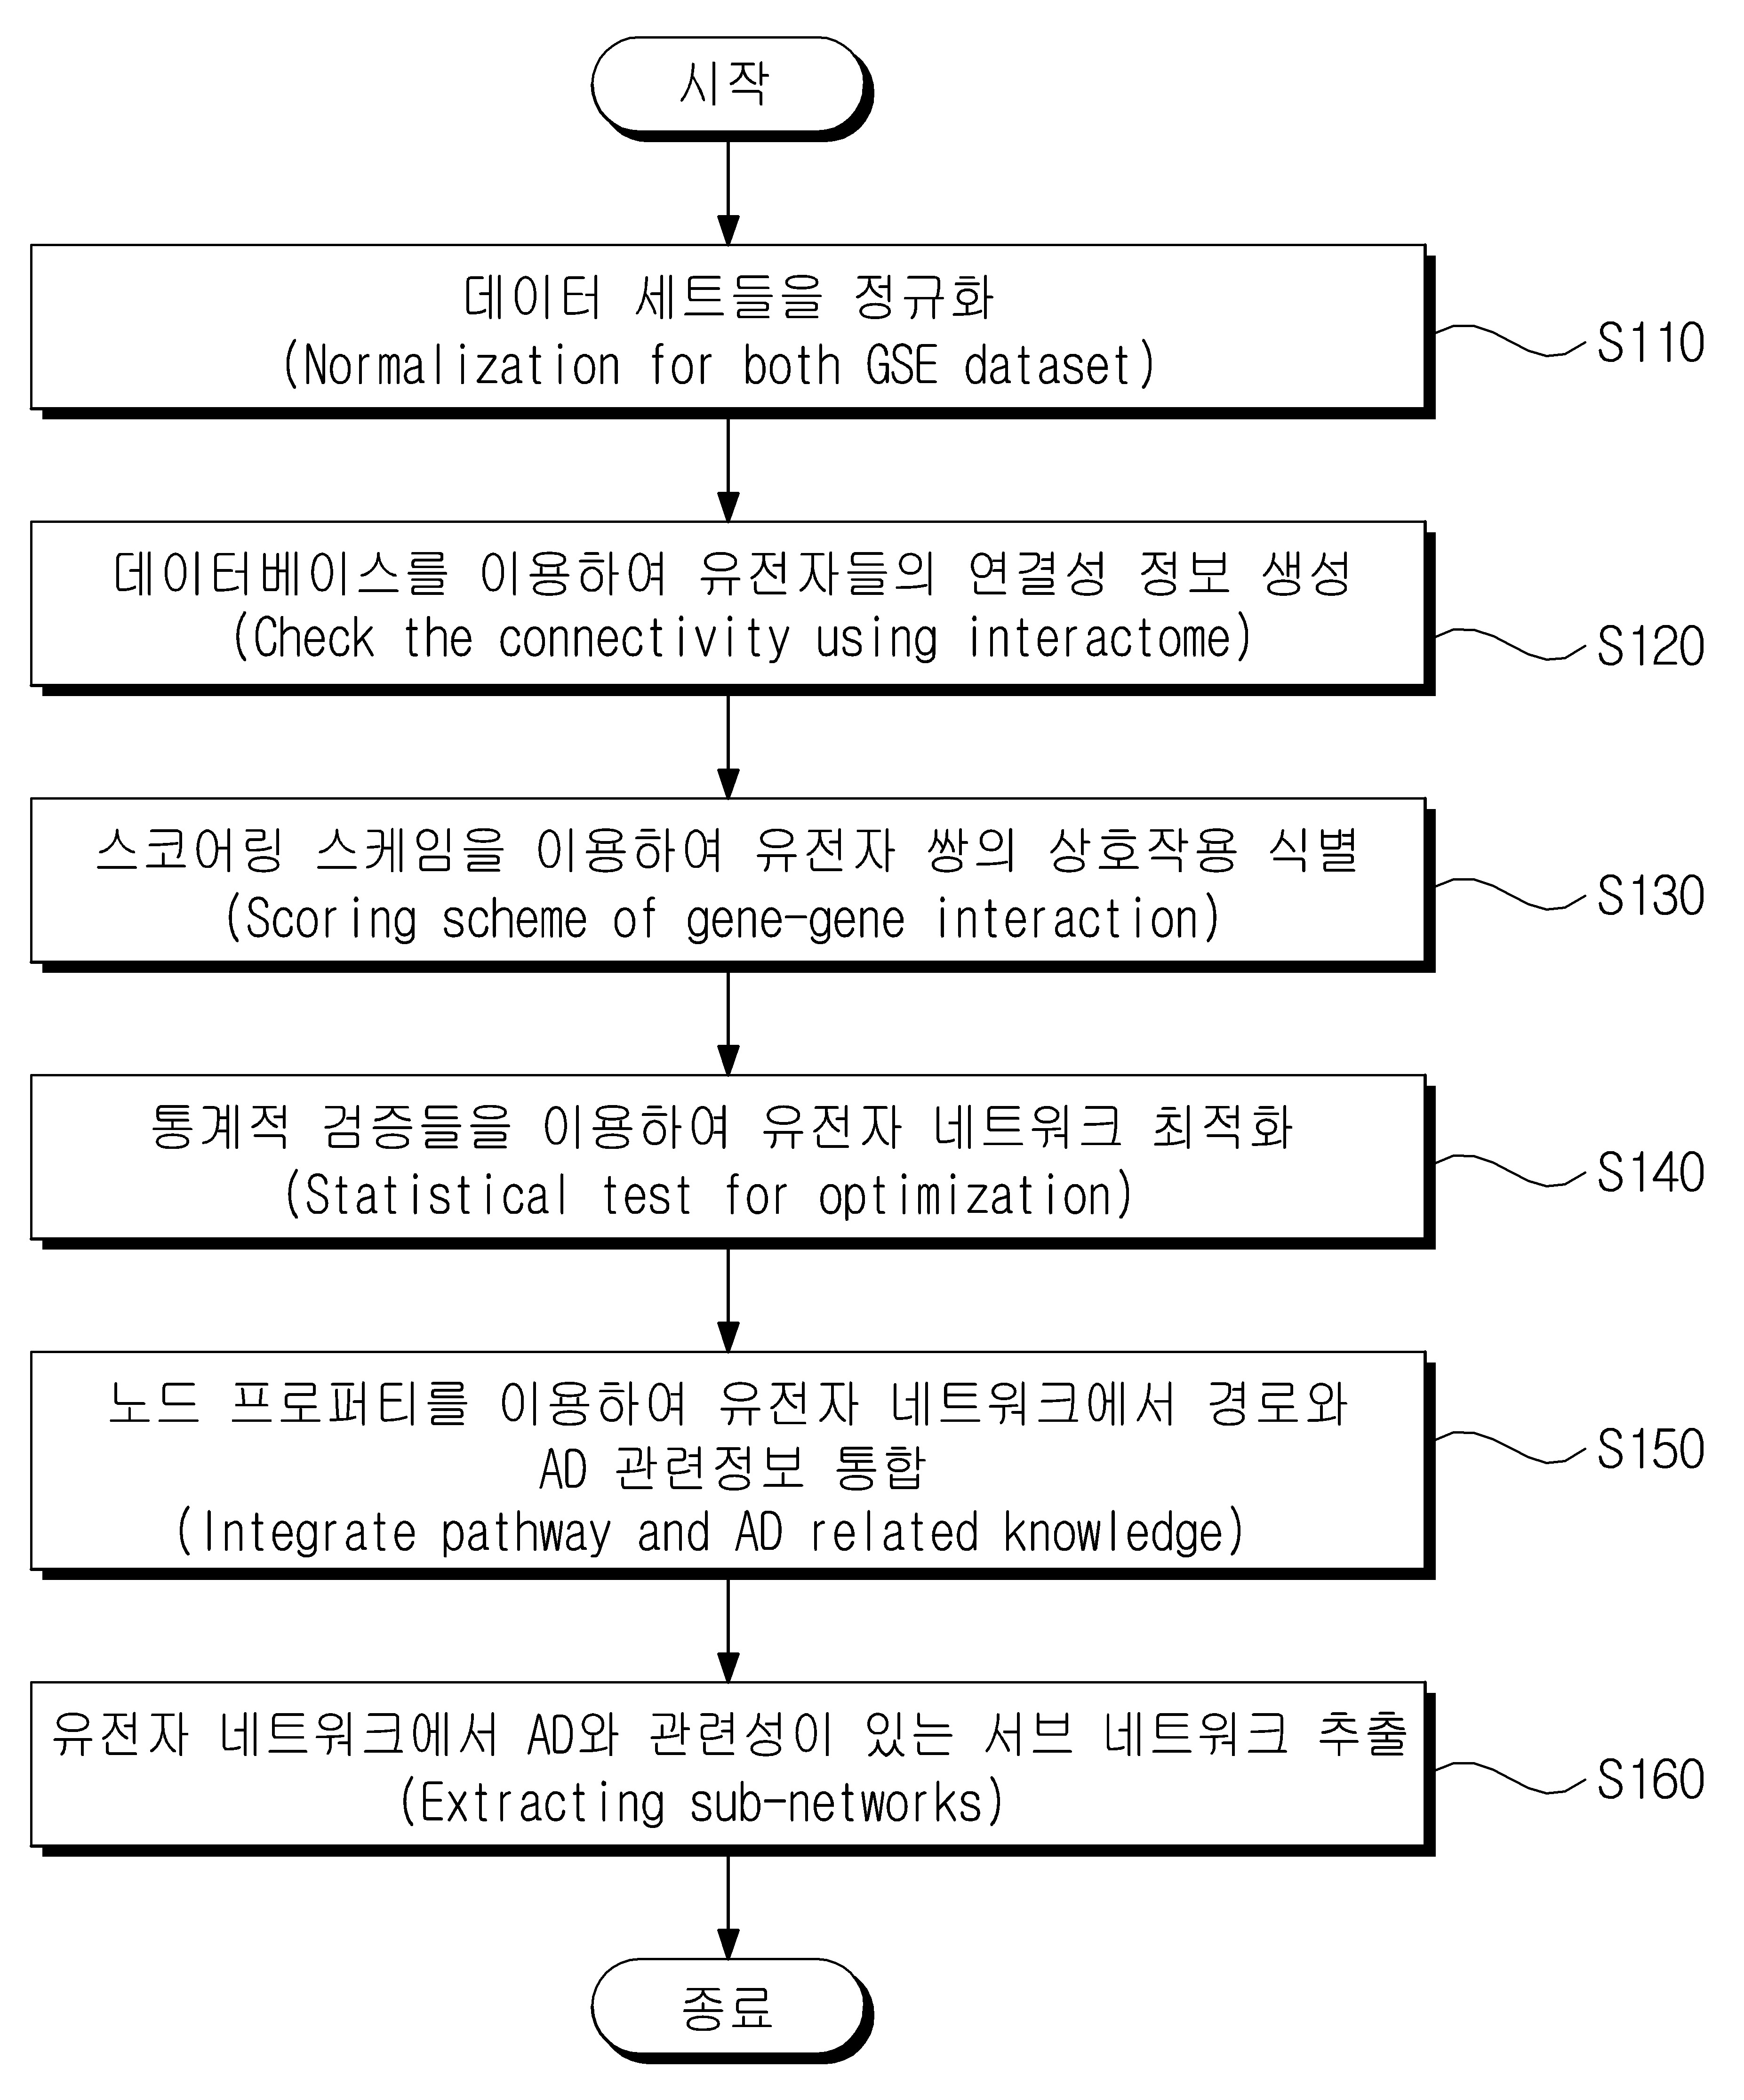 시작
데이터 세트들을 정규화
(Normalization for both GSE dataset)
S110
데이터베이스를 이용하여 유전자들의 연결성 정보 생성
(Check the connectivity using interactome)
S120
스코어링 스케임을 이용하여 유전자 쌍의 상호작용 식별
(Scoring scheme of gene-gene interaction)
S130
통계적 검증들을 이용하여 유전자 네트워크 최적화
(Statistical test for optimization)
S140
노드 프로퍼티를 이용하여 유전자 네트워크에서 경로와
AD 관련정보 통합
(Integrate pathway and AD related knowledge)
S150
유전자 네트워크에서 AD와 관련성이 있는 서브 네트워크 추출
(Extracting sub-networks)
S160
종료